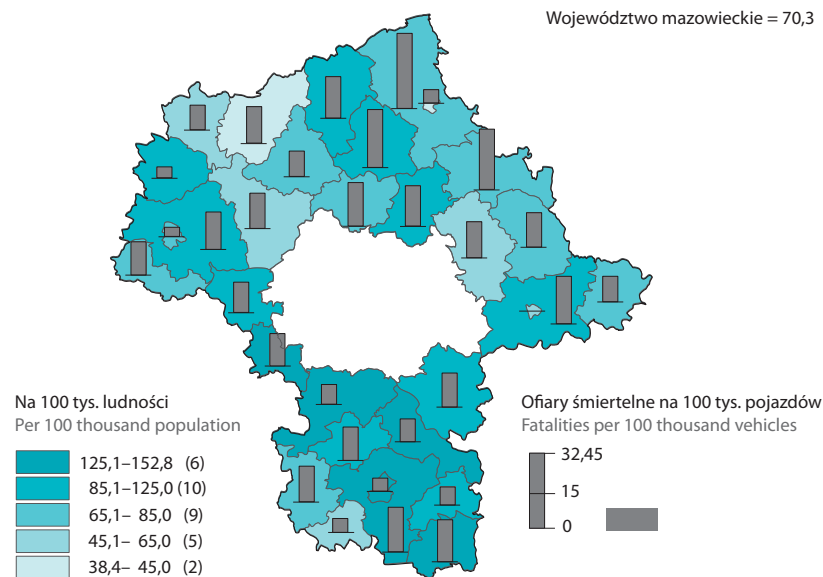 Województwo mazowieckie = 70,3
Na 100 tys. ludności
Per 100 thousand population
125,1–152,8 (6)
85,1–125,0 (10)
65,1– 85,0 (9)
45,1– 65,0 (5)
38,4– 45,0 (2)
Ofiary śmiertelne na 100 tys. pojazdów
Fatalities per 100 thousand vehicles
32,45
15
0